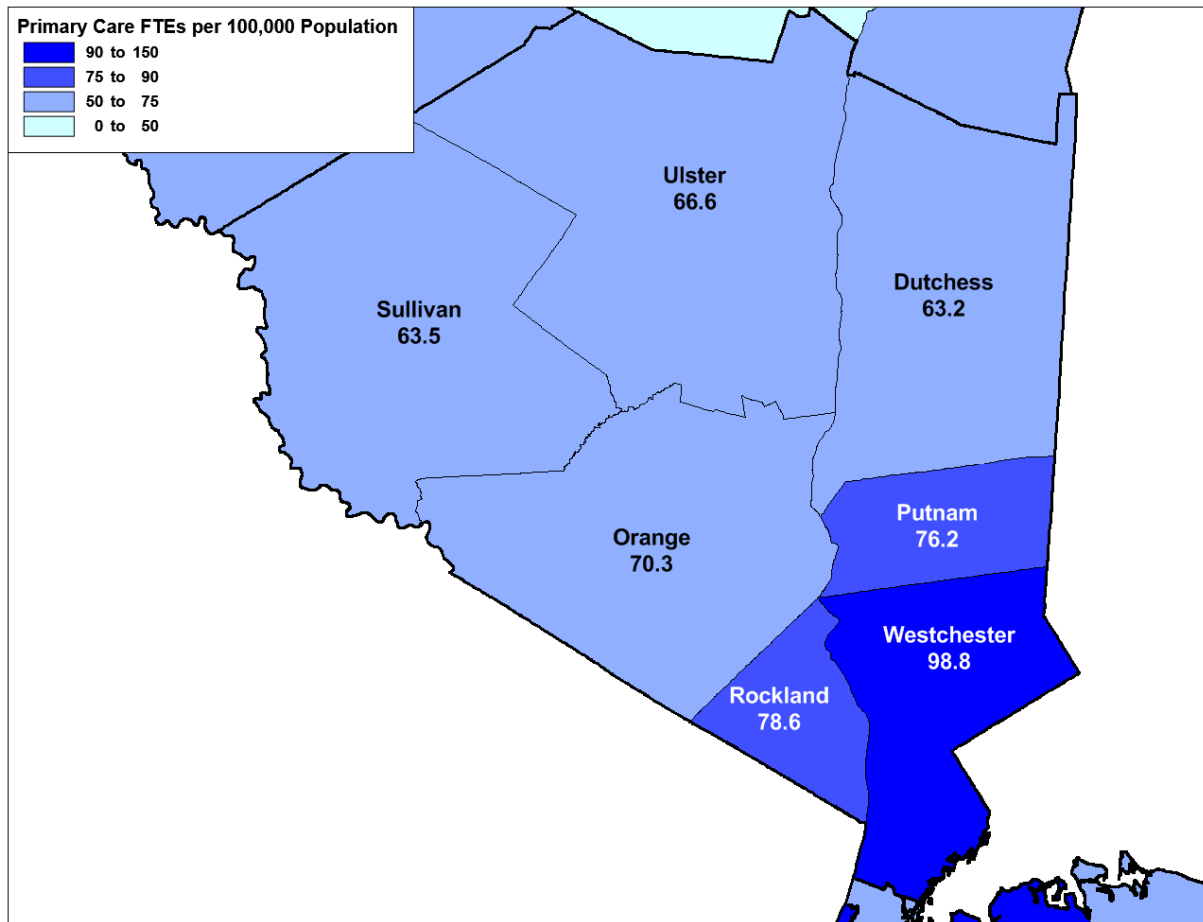 Primary Care FTEs per 100,000 Population
90 to 150
75 to 90
50 to 75
0 to 50
Ulster
66.6
Dutchess
63.2
Sullivan
63.5
Putnam
76.2
Orange
70.3
Westchester
98.8
Rockland
78.6